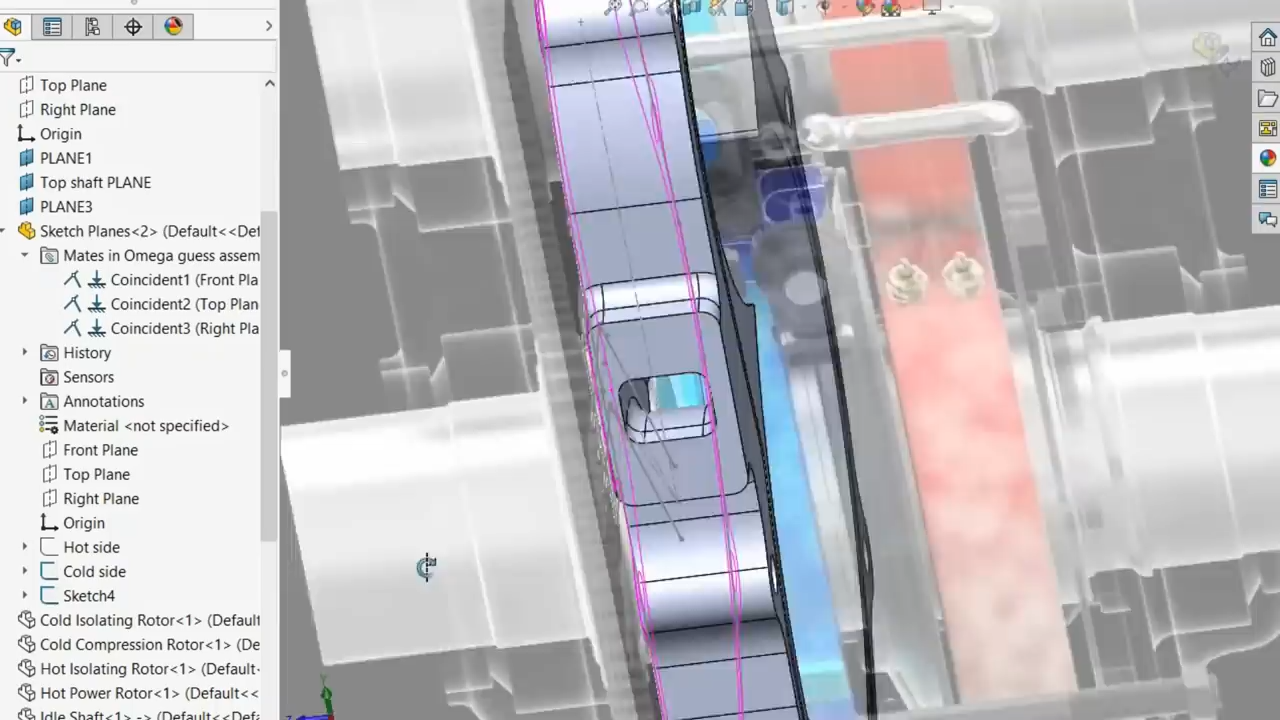 Top Plane
Right Plane
Origin
PLANE1
Top shaft PLANE
PLANE3
Sketch Planes<2> (Default<<Def
Mates in Omega guess assem
Coincident1 (Front Pla
Coincident2 (Top Plan
Coincident3 (Right Pla
History
Sensors
Annotations
Material <not specified>
Front Plane
Top Plane
Right Plane
Origin
Hot side
Cold side
Sketch4
Cold Isolating Rotor<1> (Default
Cold Compression Rotor<1> (Def
Hot Isolating Rotor<1> (Default<
Hot Power Rotor<1> (Default<<
Idle Shaft<1> -> (Default<<Defa